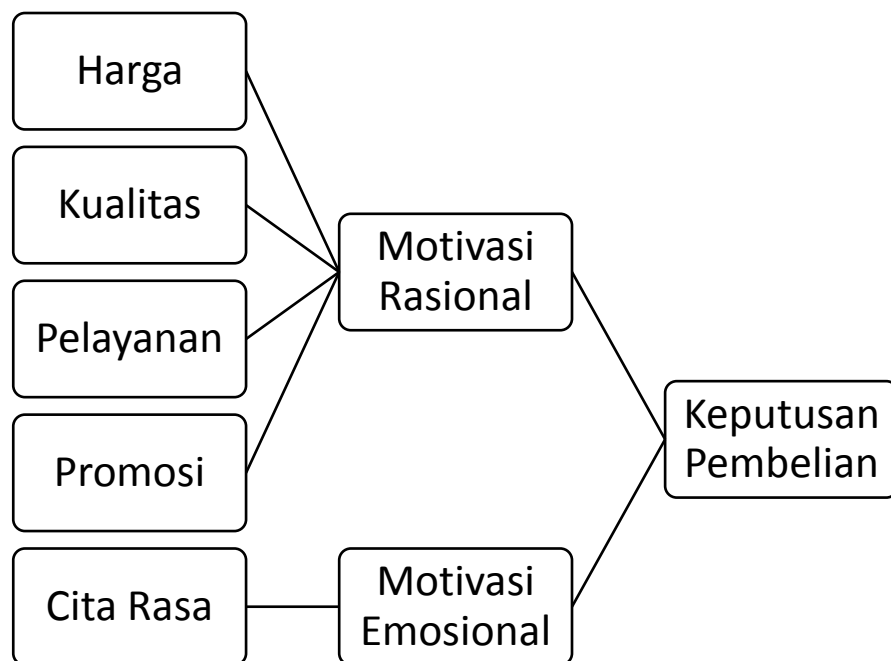 Harga
Kualitas
Pelayanan
Promosi
Cita Rasa
Motivasi
Rasional
Motivasi
Emosional
Keputusan
Pembelian